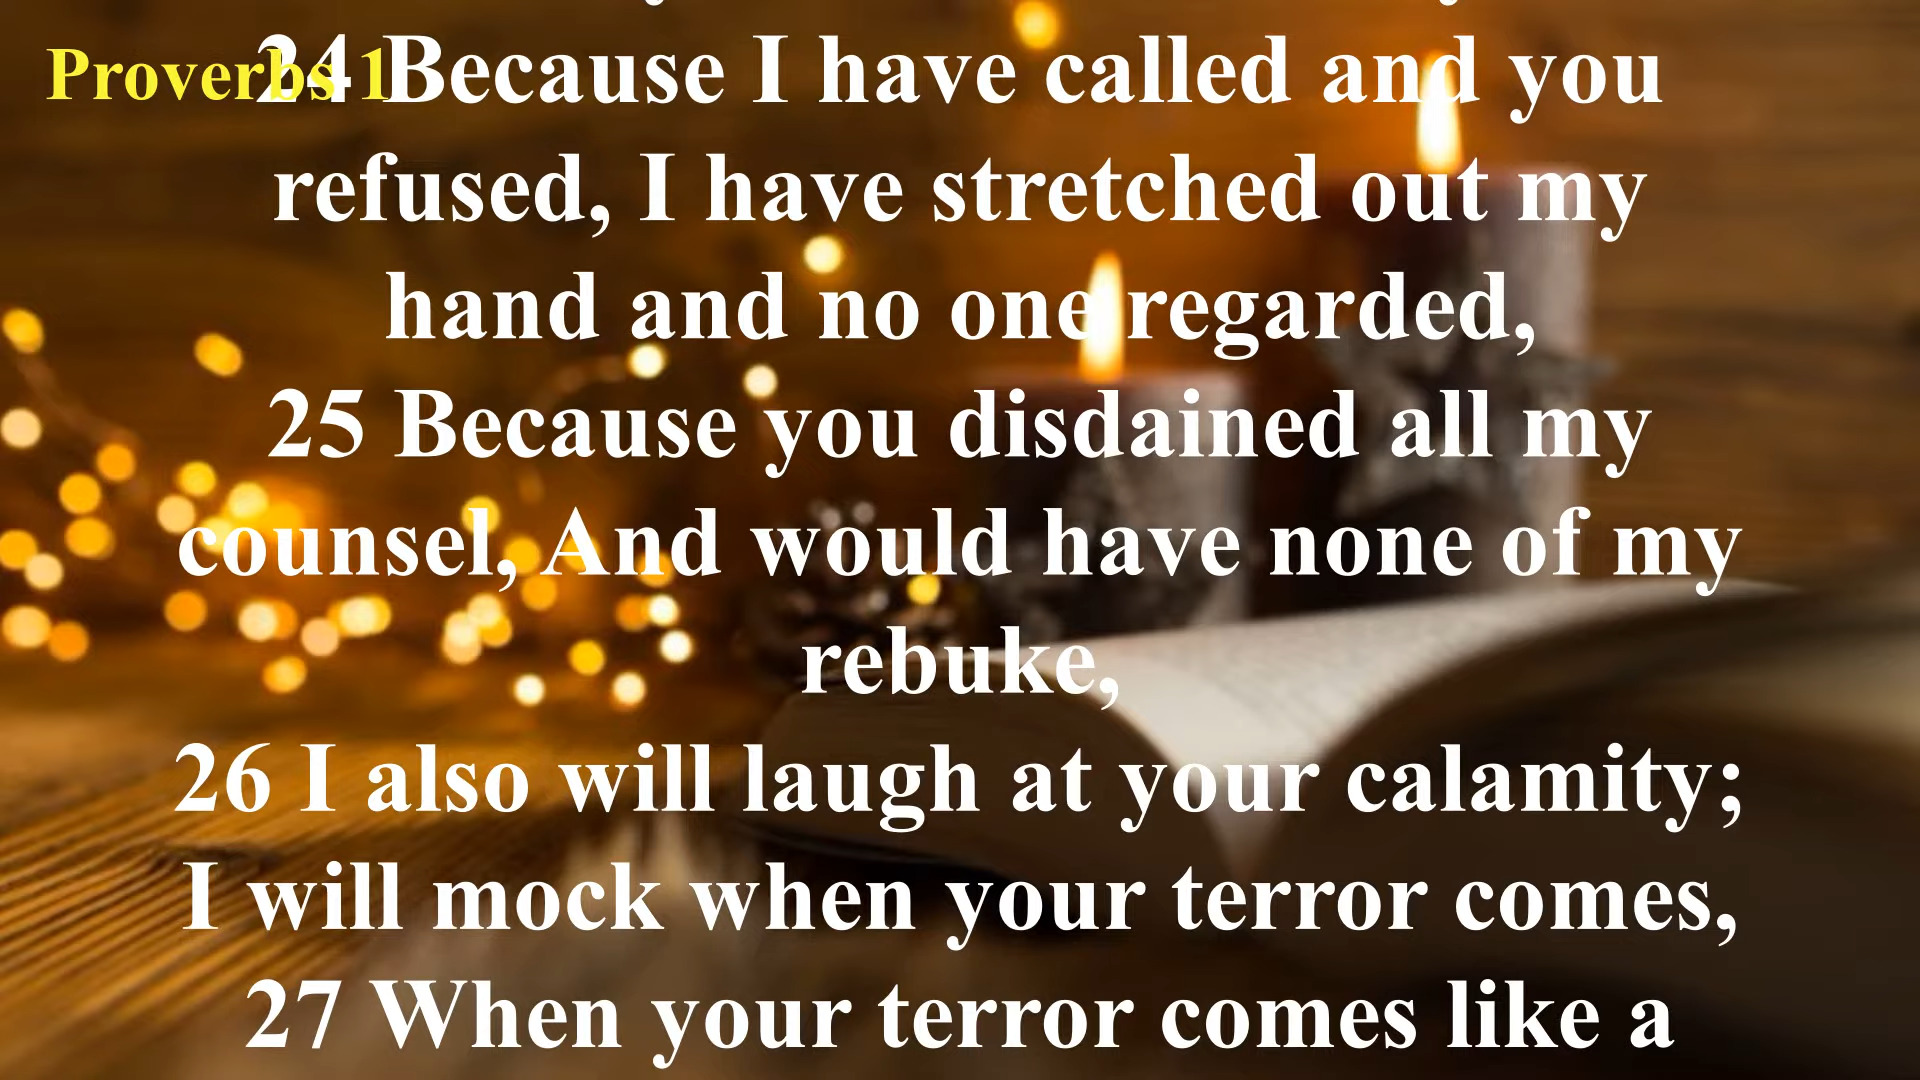 Proverbs 1
24 Because I have called and you
refused, I have stretched out my
hand and no one regarded,
25 Because you disdained all my
counsel, And would have none of my
rebuke,
26 I also will laugh at your calamity;
I will mock when your terror comes,
27 When your terror comes like a